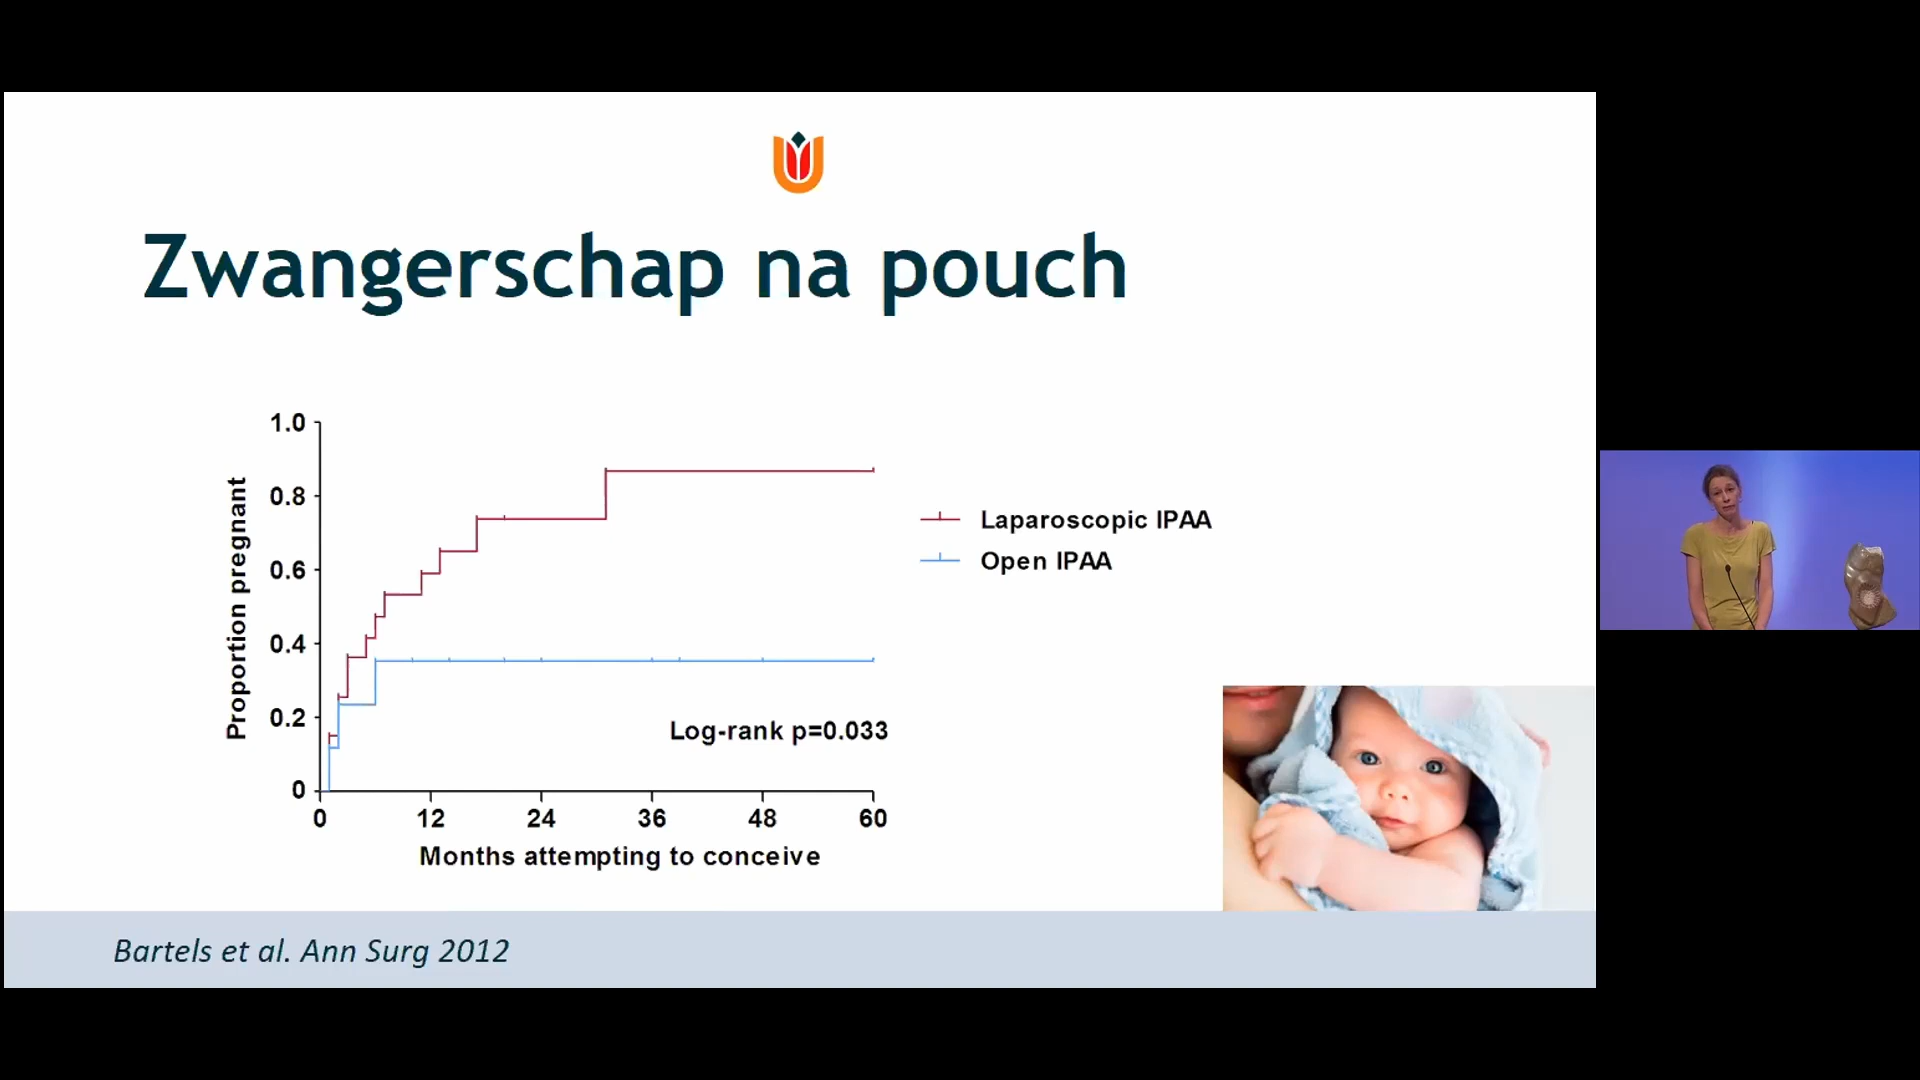 Zwangerschap na pouch
1.0
0.8
0.6
0.4
0.2
0
Proportion pregnant
0 12 24 36 48 60
Months attempting to conceive
Laparoscopic IPAA
Open IPAA
Log-rank p=0.033
Bartels et al. Ann Surg 2012